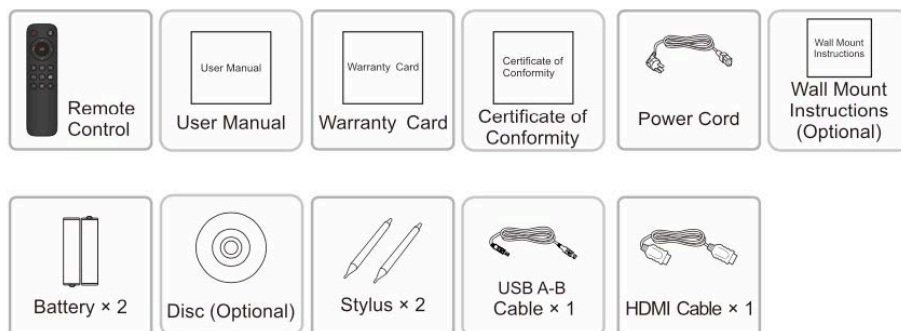 Remote
Control
User Manual
User Manual
Warranty Card
Warranty Card
Certificate of
Conformity
Certificate of
Conformity
Power Cord
Wall Mount
Instructions
Wall Mount
Instructions
(Optional)
Battery × 2
Disc (Optional)
Stylus × 2
USB A-B
Cable × 1
HDMI Cable × 1